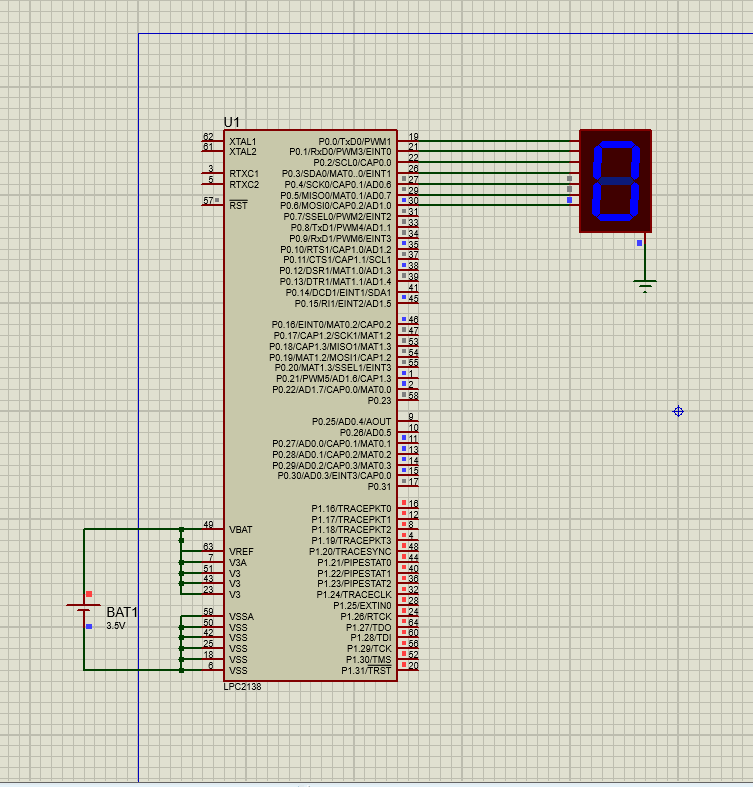 U1
62 XTAL1 P0.0/TxD0/PWM1 19
61 XTAL2 P0.1/RxD0/PWM3/EINT0 21
P0.2/SCL0/CAP0.0 22
3 RTXC1 P0.3/SDA0/MAT0..0/EINT1 26
5 RTXC2 P0.4/SCK0/CAP0.1/AD0.6 27
P0.5/MISO0/MAT0.1/AD0.7 29
57 RST P0.6/MOSI0/CAP0.2/AD1.0 30
P0.7/SSEL0/PWM2/EINT2 31
P0.8/TxD1/PWM4/AD1.1 33
P0.9/RxD1/PWM6/EINT3 34
P0.10/RTS1/CAP1.0/AD1.2 35
P0.11/CTS1/CAP1.1/SCL1 37
P0.12/DSR1/MAT1.0/AD1.3 38
P0.13/DTR1/MAT1.1/AD1.4 39
P0.14/DCD1/EINT1/SDA1 41
P0.15/RI1/EINT2/AD1.5 45
P0.16/EINT0/MAT0.2/CAP0.2 46
P0.17/CAP1.2/SCK1/MAT1.2 47
P0.18/CAP1.3/MISO1/MAT1.3 53
P0.19/MAT1.2/MOSI1/CAP1.2 54
P0.20/MAT1.3/SSEL1/EINT3 55
P0.21/PWM5/AD1.6/CAP1.3 1
P0.22/AD1.7/CAP0.0/MAT0.0 2
P0.23 58
P0.25/AD0.4/AOUT 9
P0.26/AD0.5 10
P0.27/AD0.0/CAP0.1/MAT0.1 11
P0.28/AD0.1/CAP0.2/MAT0.2 13
P0.29/AD0.2/CAP0.3/MAT0.3 14
P0.30/AD0.3/EINT3/CAP0.0 15
P0.31 17
P1.16/TRACEPKT0 16
P1.17/TRACEPKT1 12
49 VBAT P1.18/TRACEPKT2 8
P1.19/TRACEPKT3 4
63 VREF P1.20/TRACESYNC 48
7 V3A P1.21/PIPESTAT0 44
51 V3 P1.22/PIPESTAT1 40
43 V3 P1.23/PIPESTAT2 36
23 V3 P1.24/TRACECLK 32
P1.25/EXTIN0 28
59 VSSA P1.26/RTCK 24
50 VSS P1.27/TDO 64
42 VSS P1.28/TDI 60
25 VSS P1.29/TCK 56
18 VSS P1.30/TMS 52
6 VSS P1.31/TRST 20
LPC2138
BAT1
3.5V